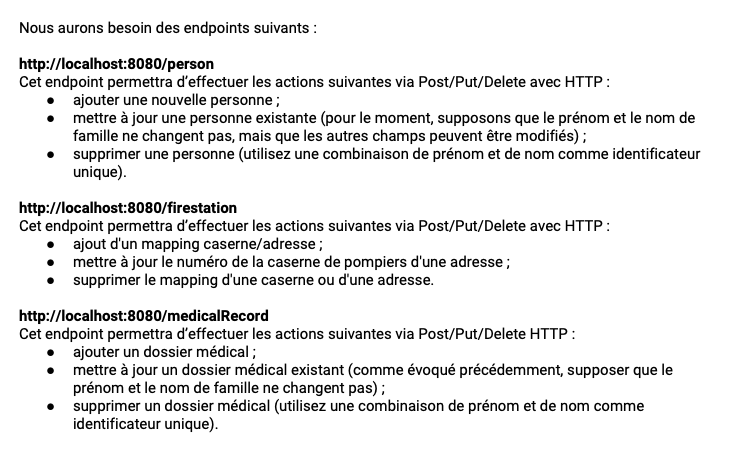 Nous aurons besoin des endpoints suivants :
http://localhost:8080/person
Cet endpoint permettra d'effectuer les actions suivantes via Post/Put/Delete avec HTTP :
● ajouter une nouvelle personne ;
● mettre à jour une personne existante (pour le moment, supposons que le prénom et le nom de
famille ne changent pas, mais que les autres champs peuvent être modifiés) ;
● supprimer une personne (utilisez une combinaison de prénom et de nom comme identificateur
unique).
http://localhost:8080/firestation
Cet endpoint permettra d'effectuer les actions suivantes via Post/Put/Delete avec HTTP :
● ajout d'un mapping caserne/adresse ;
● mettre à jour le numéro de la caserne de pompiers d'une adresse ;
● supprimer le mapping d'une caserne ou d'une adresse.
http://localhost:8080/medicalRecord
Cet endpoint permettra d'effectuer les actions suivantes via Post/Put/Delete HTTP :
● ajouter un dossier médical ;
● mettre à jour un dossier médical existant (comme évoqué précédemment, supposer que le
prénom et le nom de famille ne changent pas) ;
● supprimer un dossier médical (utilisez une combinaison de prénom et de nom comme
identificateur unique).